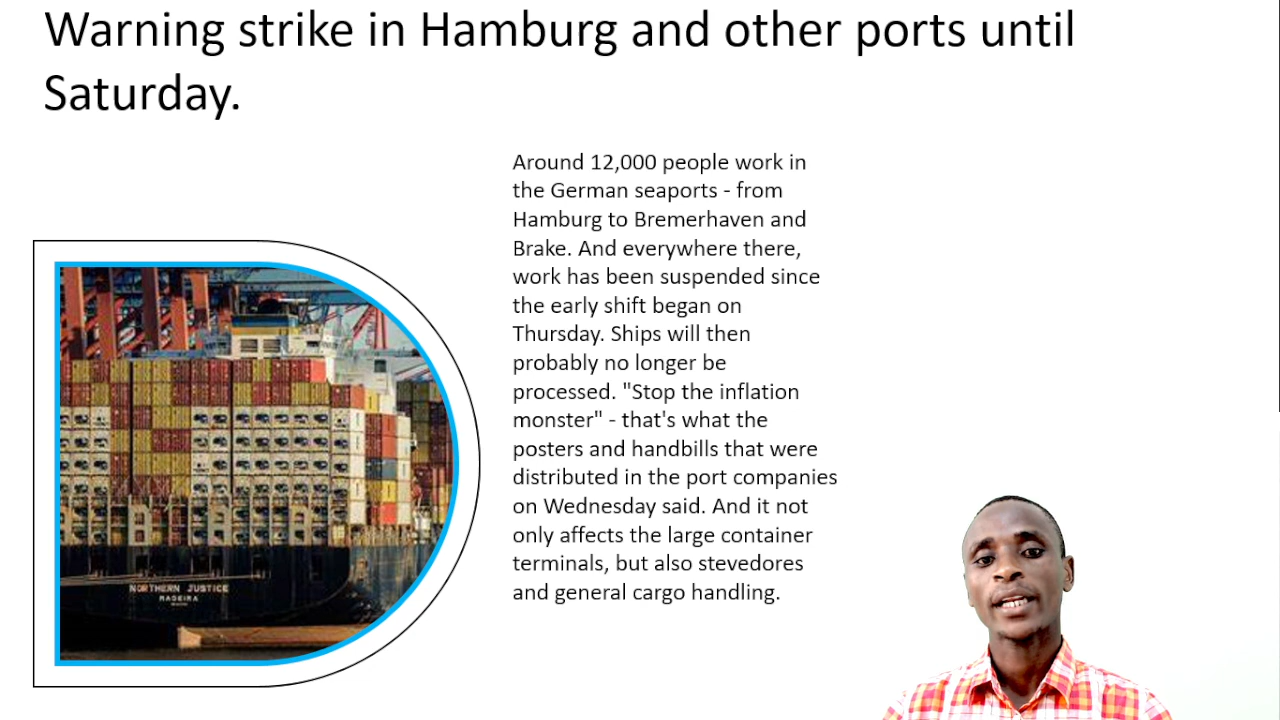 Warning strike in Hamburg and other ports until
Saturday.
Around 12,000 people work in
the German seaports - from
Hamburg to Bremerhaven and
Brake. And everywhere there,
work has been suspended since
the early shift began on
Thursday. Ships will then
probably no longer be
processed. "Stop the inflation
monster" - that's what the
posters and handbills that were
distributed in the port companies
on Wednesday said. And it not
only affects the large container
terminals, but also stevedores
and general cargo handling.
NORTHERN JUSTICE
MADEIRA